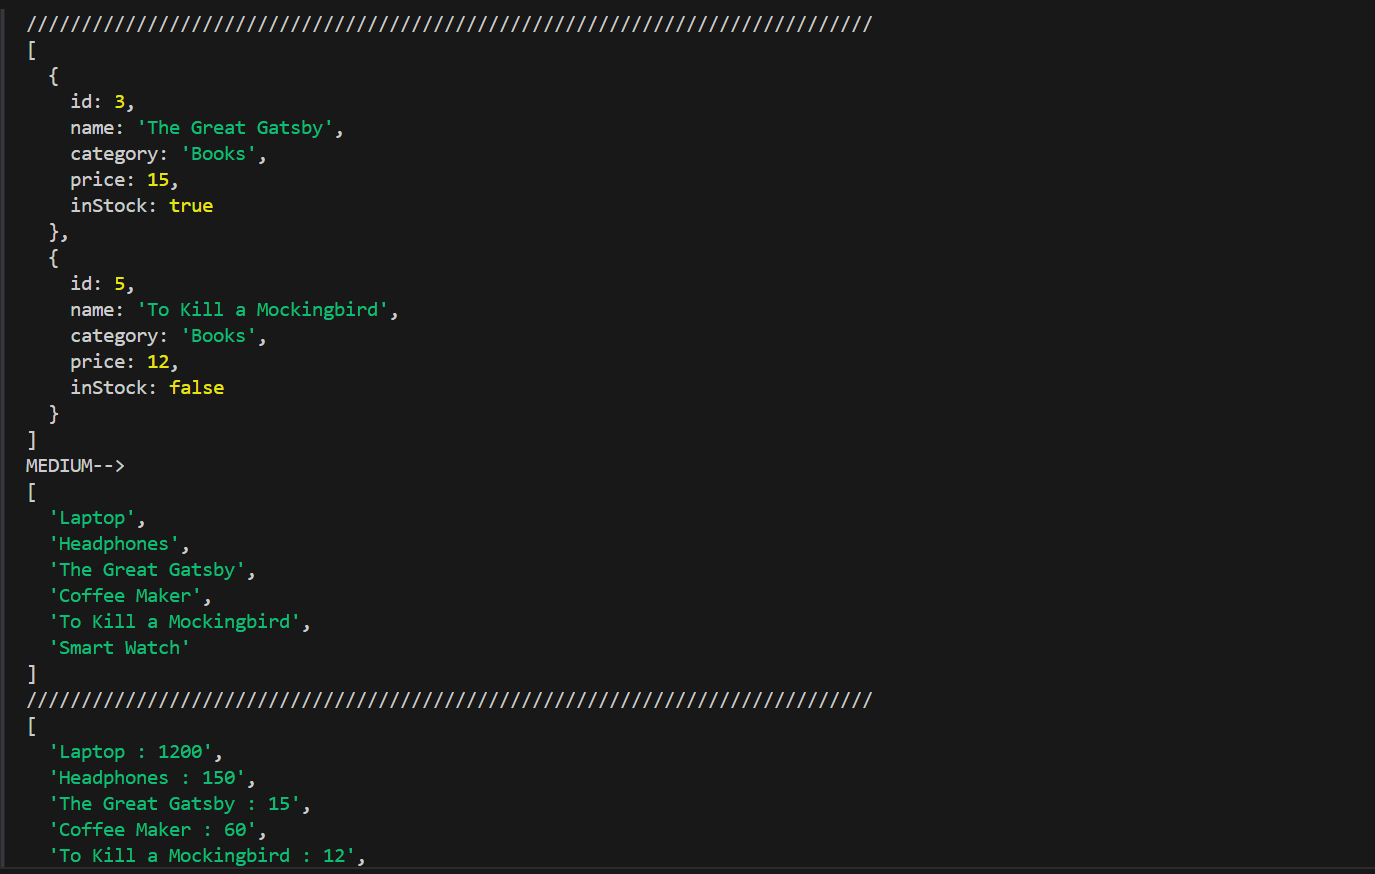 /////////////////////////////////////////////////////////////////////////////
[
  {
    id: 3,
    name: 'The Great Gatsby',
    category: 'Books',
    price: 15,
    inStock: true
  },
  {
    id: 5,
    name: 'To Kill a Mockingbird',
    category: 'Books',
    price: 12,
    inStock: false
  }
]
MEDIUM-->
[
  'Laptop',
  'Headphones',
  'The Great Gatsby',
  'Coffee Maker',
  'To Kill a Mockingbird',
  'Smart Watch'
]
/////////////////////////////////////////////////////////////////////////////
[
  'Laptop : 1200',
  'Headphones : 150',
  'The Great Gatsby : 15',
  'Coffee Maker : 60',
  'To Kill a Mockingbird : 12',